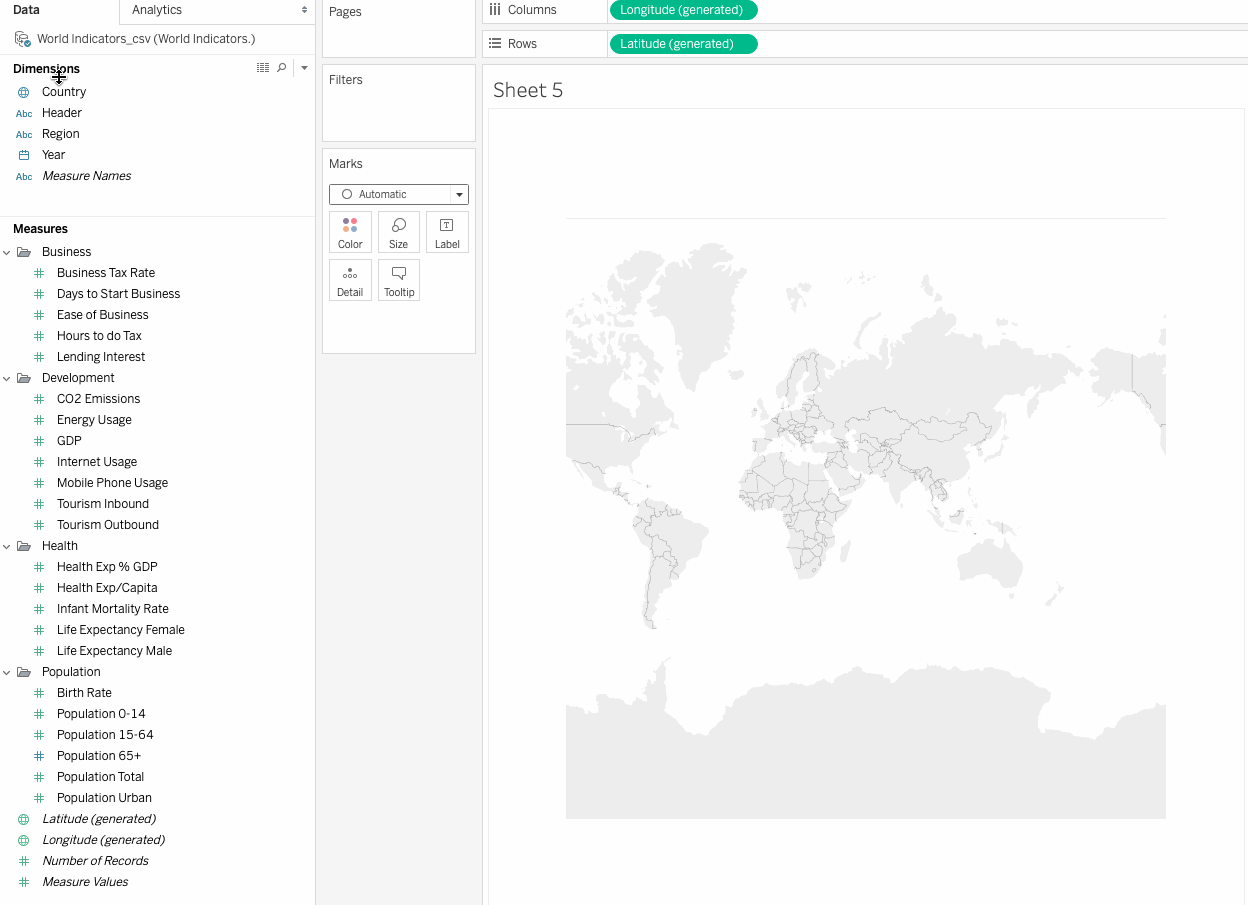 Data
Analytics
World Indicators_csv (World Indicators.)
Dimensions
Country
Abc Header
Abc Region
Year
Abc Measure Names
Measures
Business
Business Tax Rate
Days to Start Business
Ease of Business
Hours to do Tax
Lending Interest
Development
CO2 Emissions
Energy Usage
GDP
Internet Usage
Mobile Phone Usage
Tourism Inbound
Tourism Outbound
Health
Health Exp % GDP
Health Exp/Capita
Infant Mortality Rate
Life Expectancy Female
Life Expectancy Male
Population
Birth Rate
Population 0-14
Population 15-64
Population 65+
Population Total
Population Urban
Latitude (generated)
Longitude (generated)
Number of Records
Measure Values
Pages
Filters
Marks
Automatic
Color Size Label
Detail Tooltip
Columns Longitude (generated)
Rows Latitude (generated)
Sheet 5